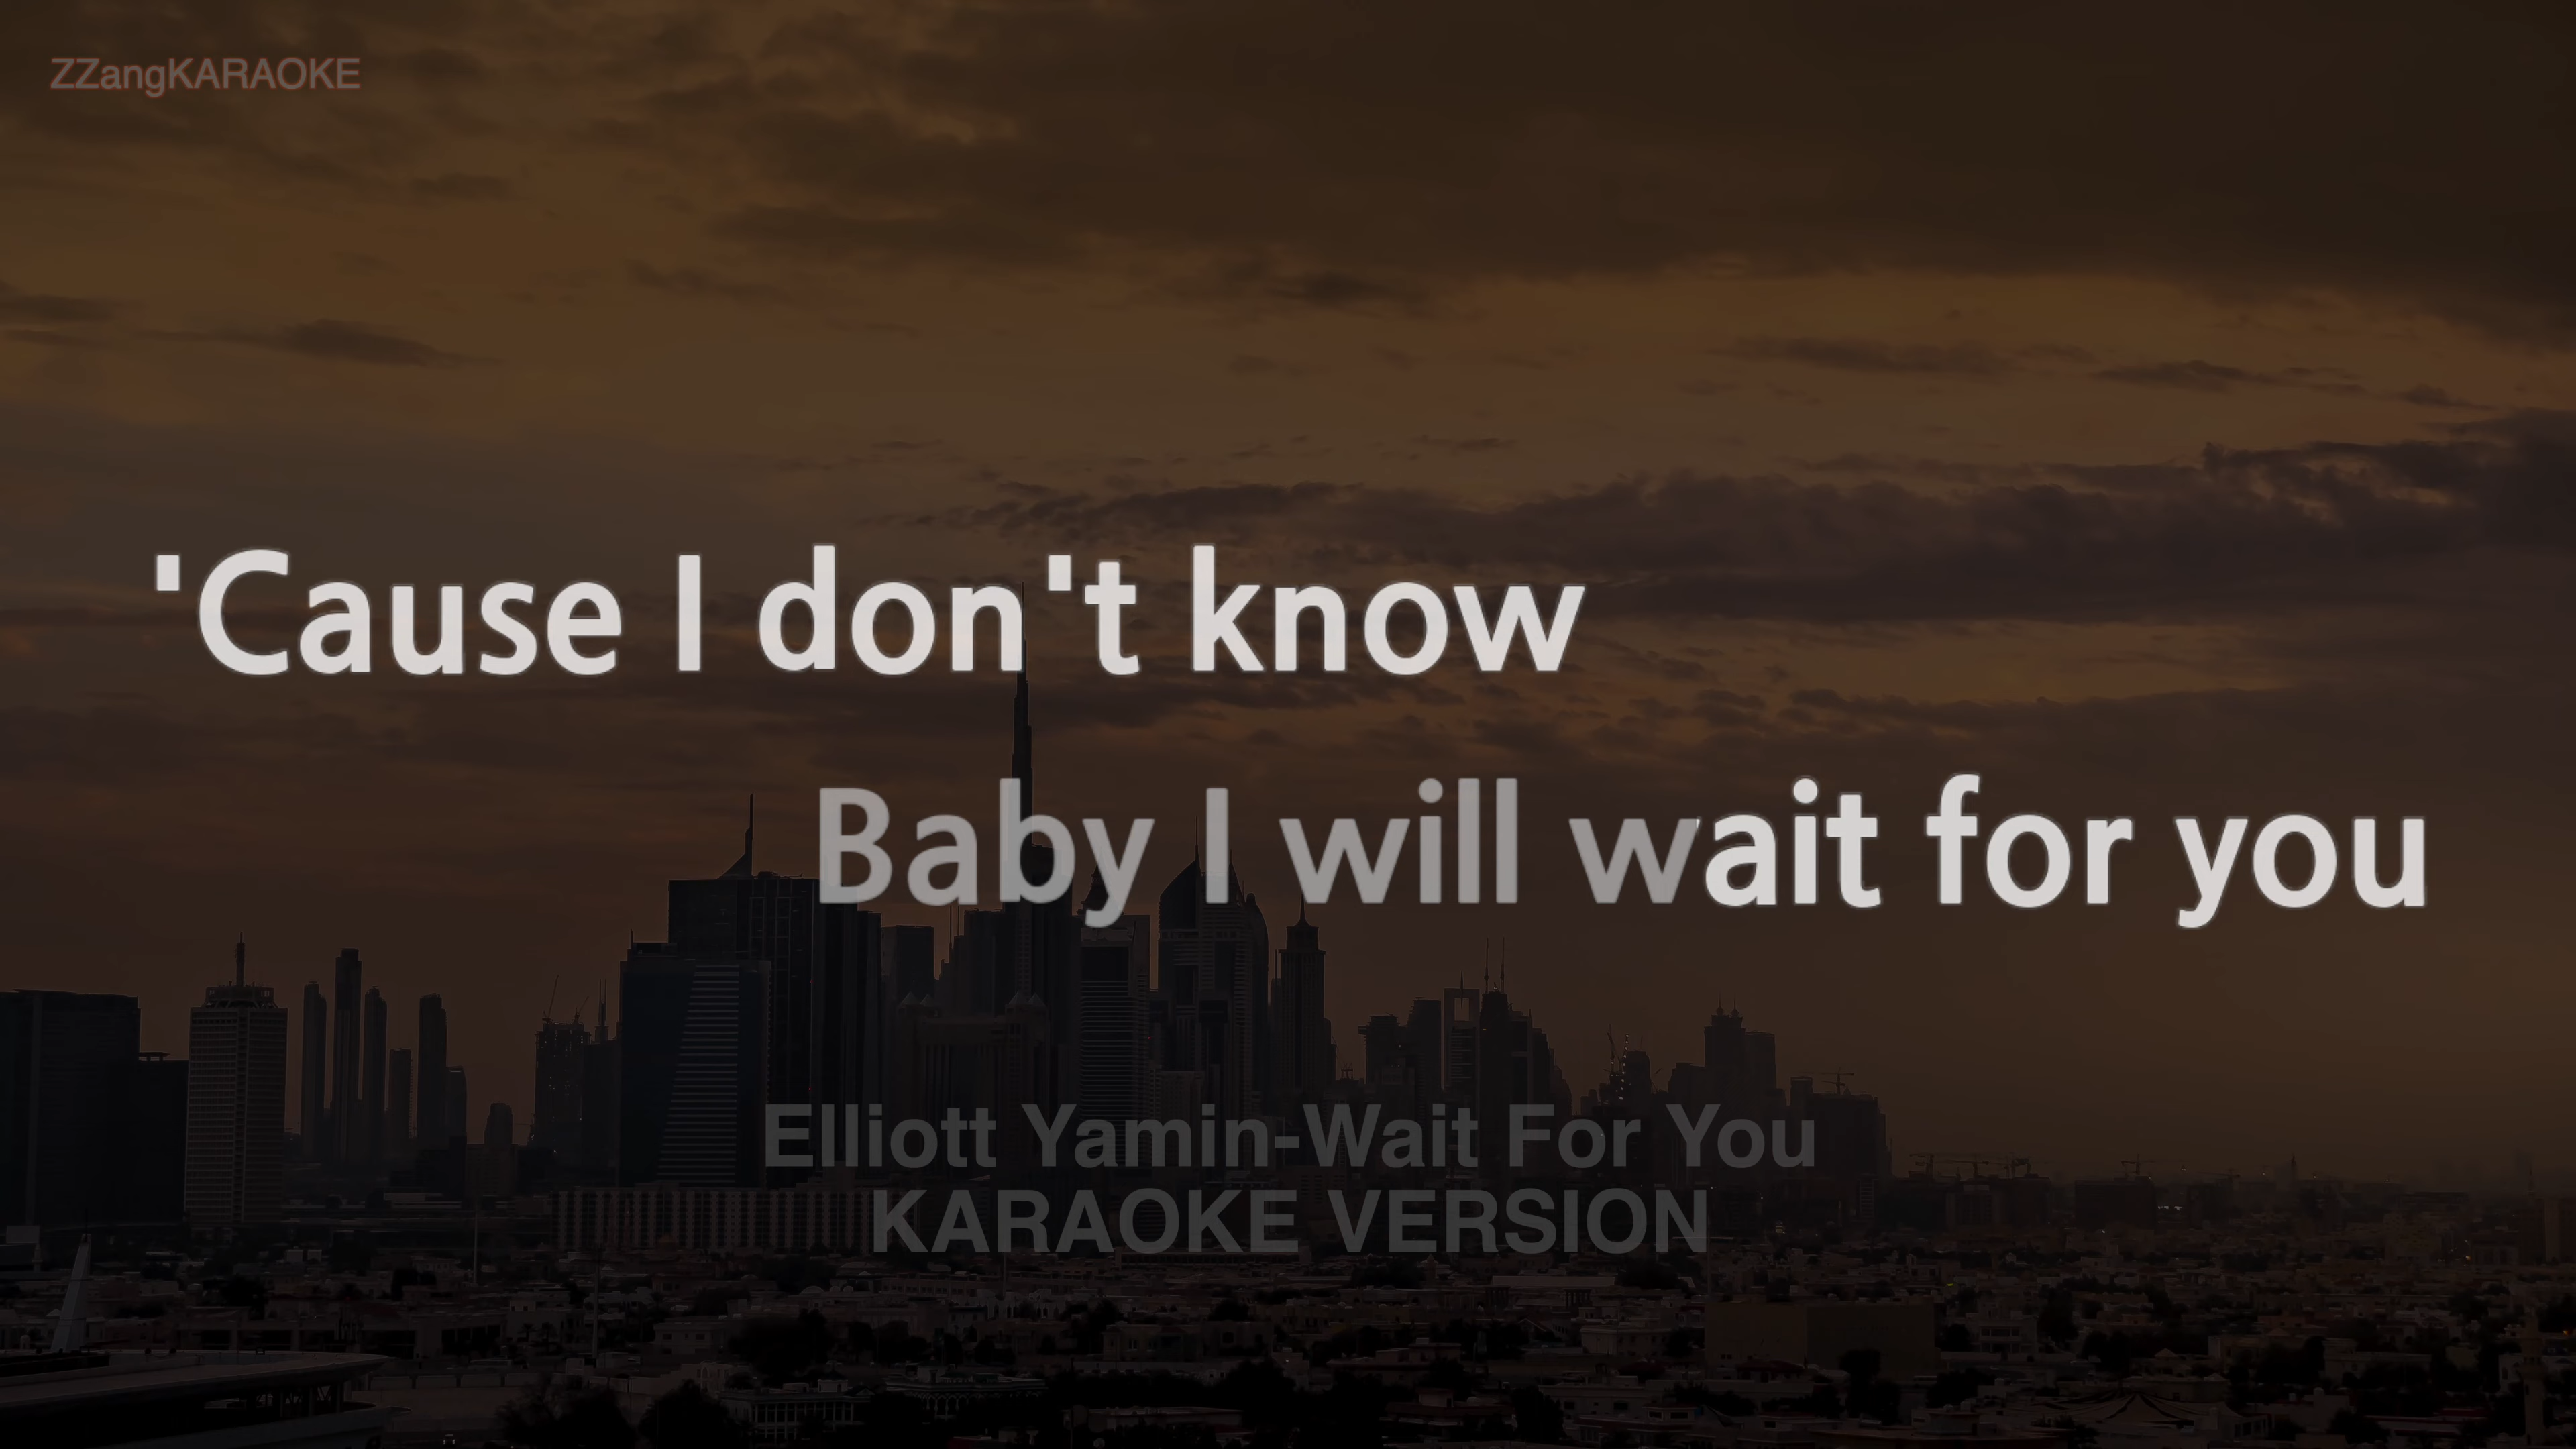 ZZangKARAOKE
'Cause I don't know
Baby I will wait for you
Elliott Yamin-Wait For You
KARAOKE VERSION